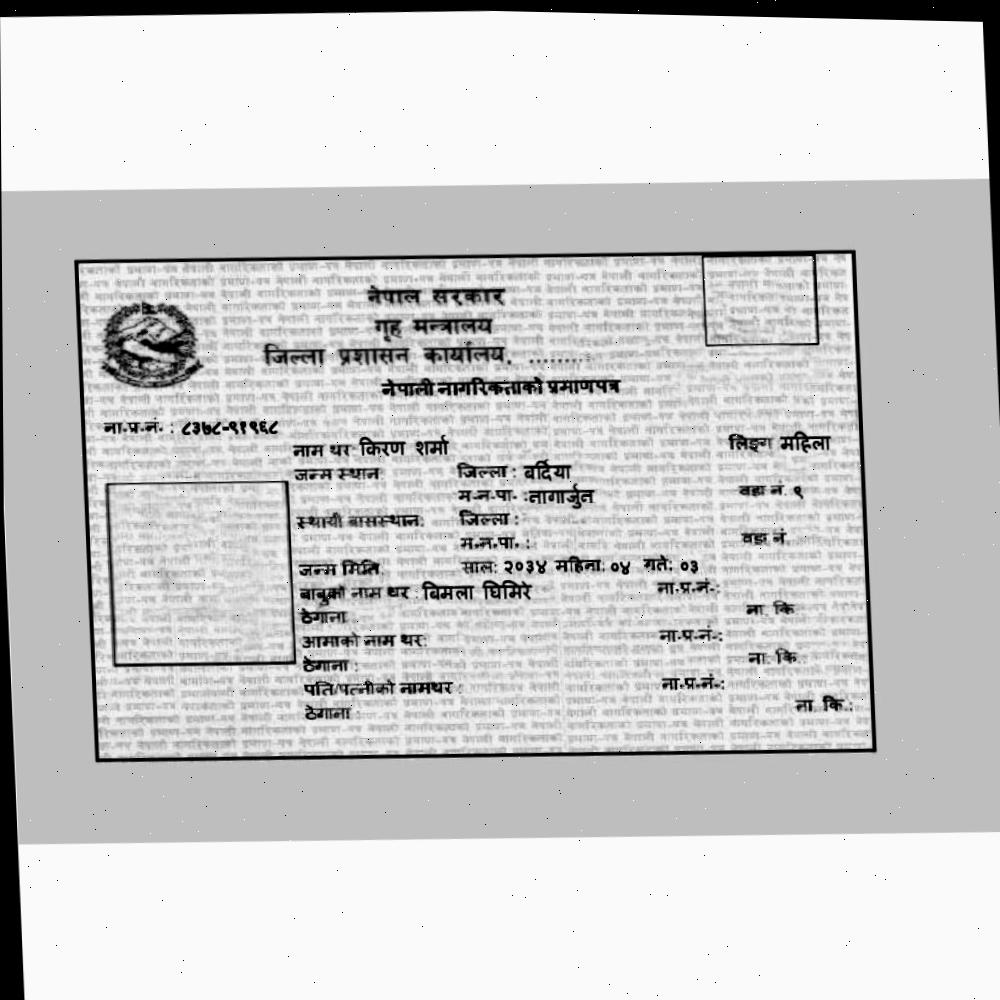 नेपाल सरकार
गृह मन्त्रालय
जिल्ला प्रशासन कार्यालय, .........
नेपाली नागरिकताको प्रमाणपत्र
ना.प्र.नं. : ८३७८-९१९६८
नाम थर किरण शर्मा लिङ्ग महिला
जन्म स्थान: जिल्ला : बर्दिया
म.न.पा. : नागार्जुन वडा नं. ९
स्थायी बासस्थान: जिल्ला :
म.न.पा. : वडा नं.
जन्म मिति: साल: २०३४ महिना: ०४ गते: ०३
बाबुको नाम थर : बिमला घिमिरे ना.प्र.नं.:
ठेगाना : ना. कि.:
आमाको नाम थर: ना.प्र.नं.:
ठेगाना : ना. कि.:
पति/पत्नीको नामथर : ना.प्र.नं.:
ठेगाना : ना. कि.: